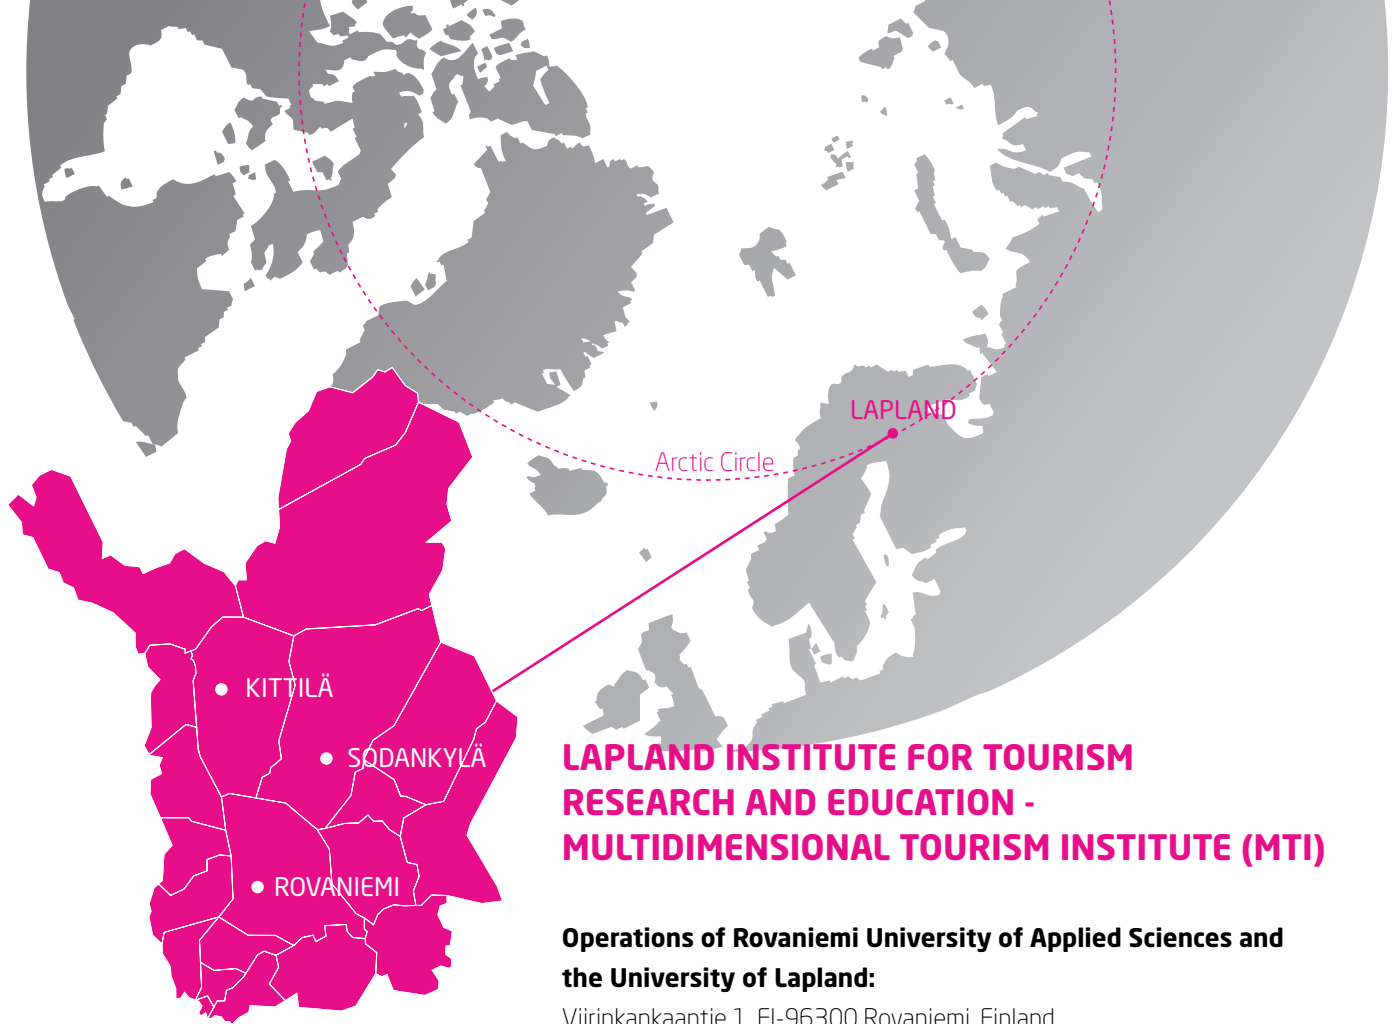 LAPLAND
Arctic Circle
KITTILÄ
SODANKYLÄ
ROVANIEMI
LAPLAND INSTITUTE FOR TOURISM
RESEARCH AND EDUCATION -
MULTIDIMENSIONAL TOURISM INSTITUTE (MTI)
Operations of Rovaniemi University of Applied Sciences and
the University of Lapland:
Viirinkankaantie 1, FI-96300 Rovaniemi, Finland